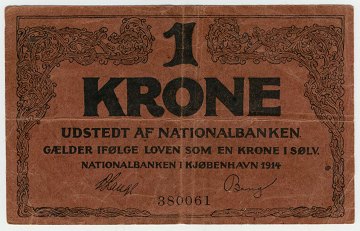 1
KRONE
UDSTEDT AF NATIONALBANKEN.
GÆLDER IFØLGE LOVEN SOM EN KRONE I SØLV.
NATIONALBANKEN I KJØBENHAVN 1914
380061